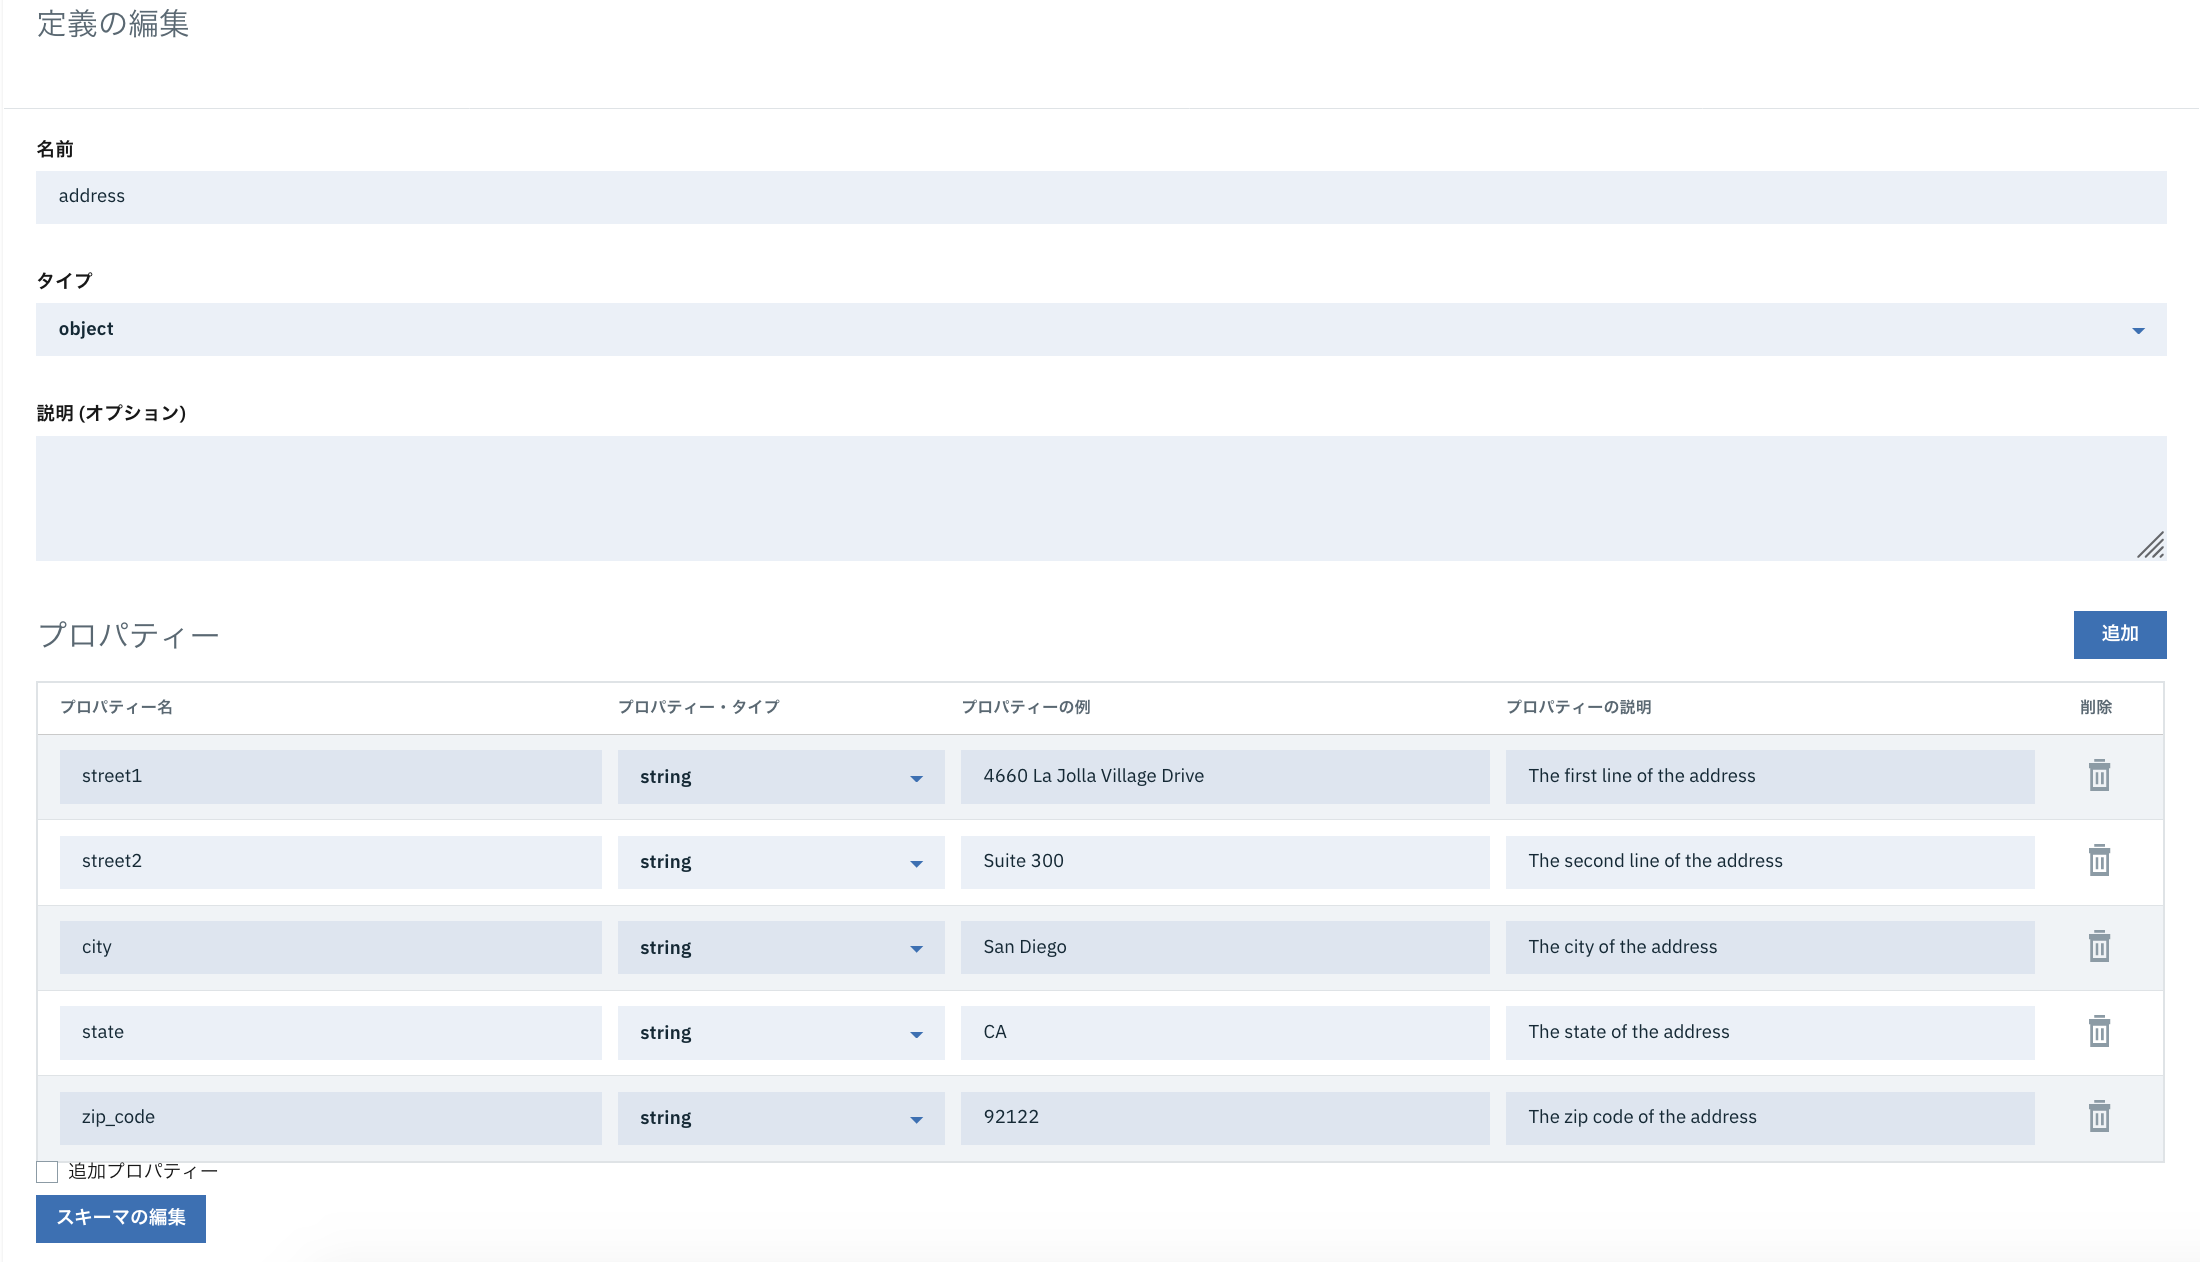 定義の編集
名前
address
タイプ
object
説明 (オプション)
プロパティー
追加
プロパティー名 プロパティー・タイプ プロパティーの例 プロパティーの説明 削除
street1 string 4660 La Jolla Village Drive The first line of the address
street2 string Suite 300 The second line of the address
city string San Diego The city of the address
state string CA The state of the address
zip_code string 92122 The zip code of the address
追加プロパティー
スキーマの編集